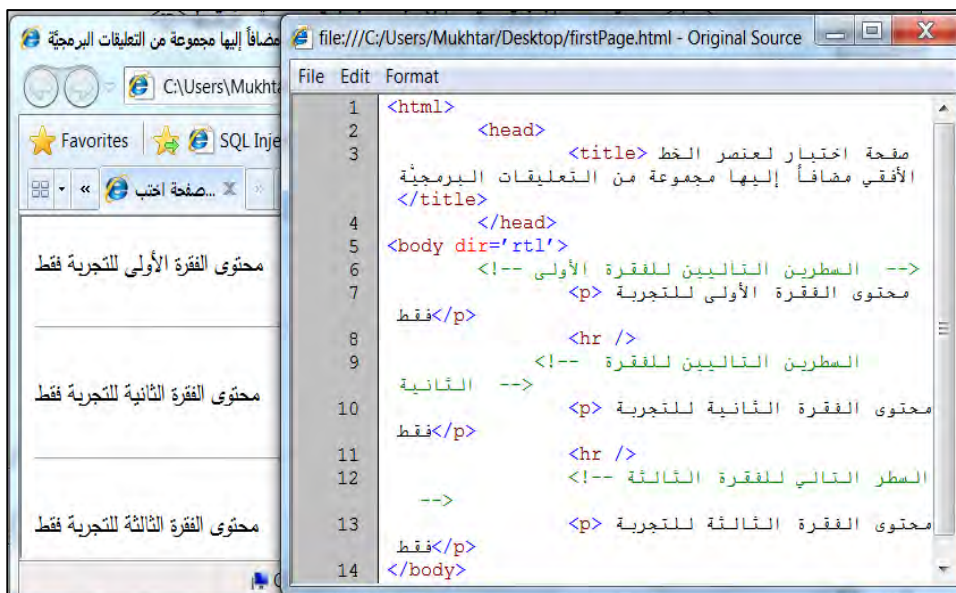 مضافاً إليها مجموعة من التعليقات البرمجيَّة
C:\Users\Mukhta
Favorites SQL Inje
صفحة اختب...
محتوى الفقرة الأولى للتجربة فقط
محتوى الفقرة الثانية للتجربة فقط
محتوى الفقرة الثالثة للتجربة فقط
file:///C:/Users/Mukhtar/Desktop/firstPage.html - Original Source
File Edit Format
1 <html>
2 <head>
3 <title> صفحة اختبار لعنصر الخط
الأفقي مضافاً إليها مجموعة من التعليقات البرمجيَّة
</title>
4 </head>
5 <body dir='rtl'>
6 <!-- السطرين التاليين للفقرة الأولى -->
7 <p> محتوى الفقرة الأولى للتجربة
فقط</p>
8 <hr />
9 <!-- السطرين التاليين للفقرة
الثانية -->
10 <p> محتوى الفقرة الثانية للتجربة
فقط</p>
11 <hr />
12 <!-- السطر التالي للفقرة الثالثة
-->
13 <p> محتوى الفقرة الثالثة للتجربة
فقط</p>
14 </body>